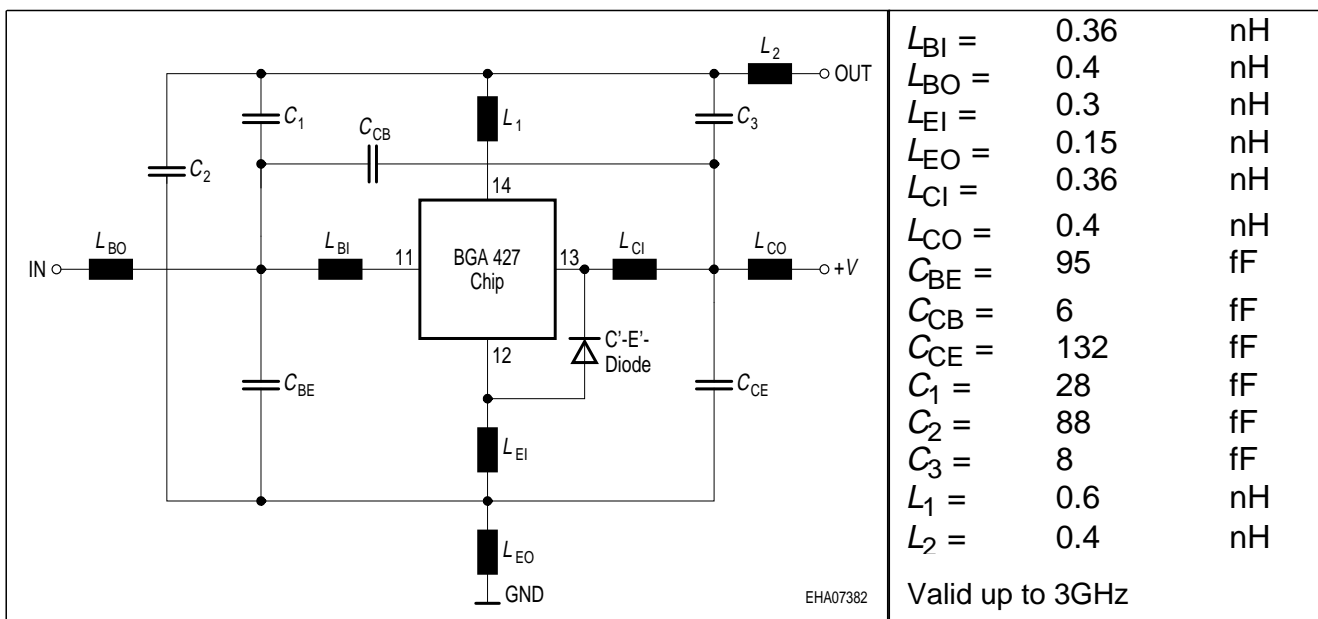 L2
OUT
C1
L1
C3
CCB
C2
14
LBO
LBI
LCI
LCO
IN
11
BGA 427
Chip
13
+V
12
C'-E'-
Diode
CBE
CCE
LEI
LEO
GND
EHA07382
LBI = 0.36 nH
LBO = 0.4 nH
LEI = 0.3 nH
LEO = 0.15 nH
LCI = 0.36 nH
LCO = 0.4 nH
CBE = 95 fF
CCB = 6 fF
CCE = 132 fF
C1 = 28 fF
C2 = 88 fF
C3 = 8 fF
L1 = 0.6 nH
L2 = 0.4 nH
Valid up to 3GHz